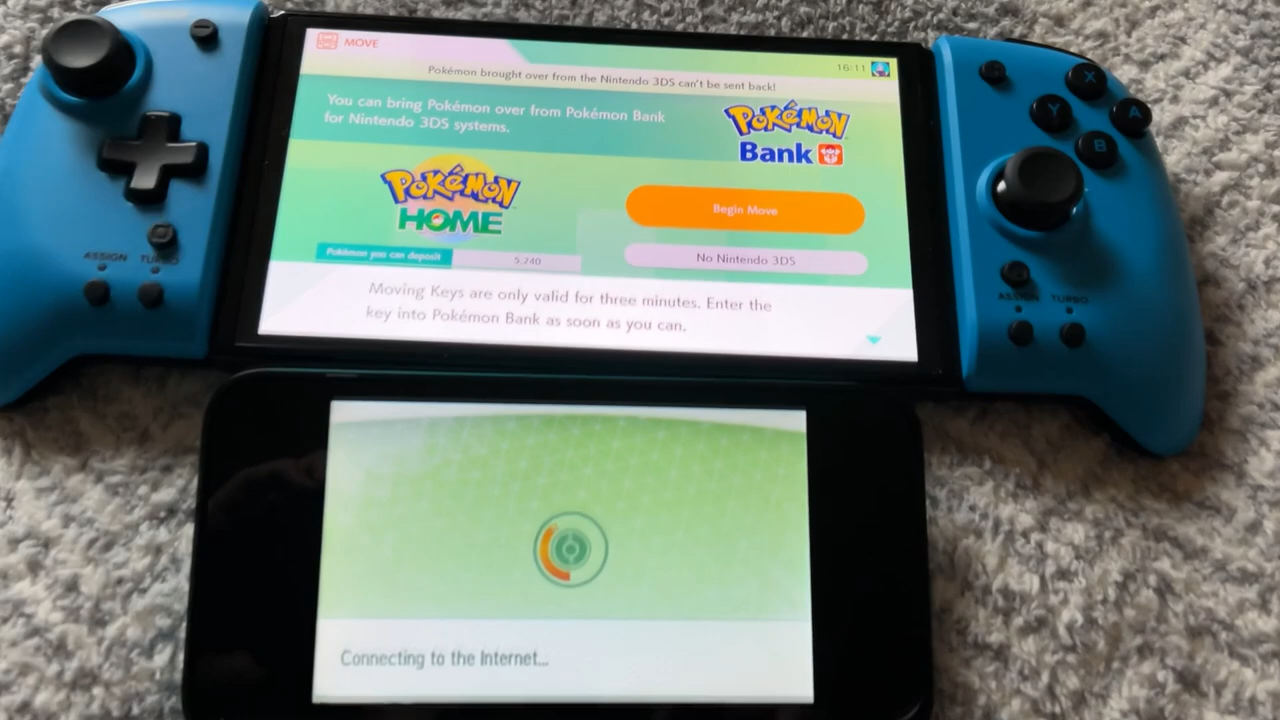 MOVE
16:11
Pokémon brought over from the Nintendo 3DS can't be sent back!
You can bring Pokémon over from Pokémon Bank
for Nintendo 3DS systems.
POKéMON
Bank
POKéMON
HOME
Begin Move
No Nintendo 3DS
Pokémon you can deposit
5,240
Moving Keys are only valid for three minutes. Enter the
key into Pokémon Bank as soon as you can.
X
Y
A
B
ASSIGN
TURBO
ASSIGN
TURBO
Connecting to the Internet...